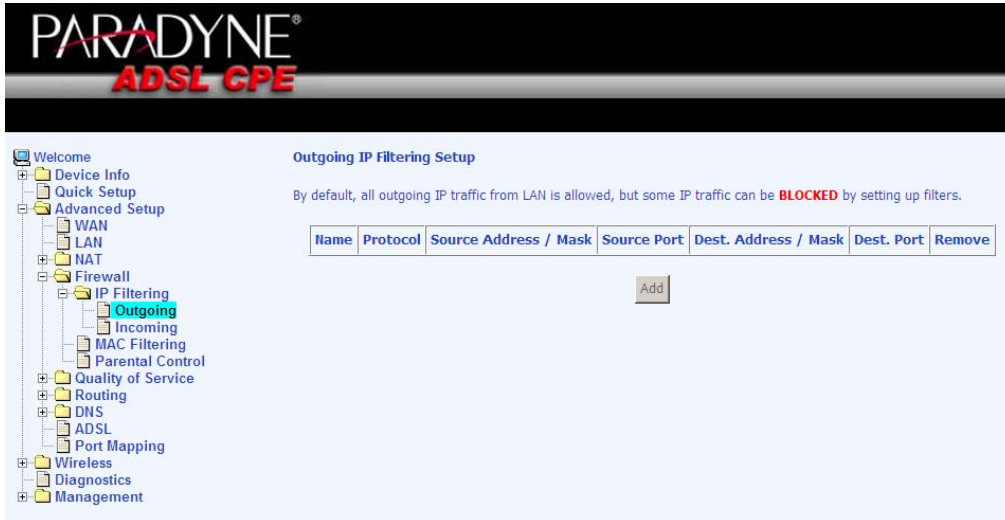 PARADYNE®
ADSL CPE
Welcome
Device Info
Quick Setup
Advanced Setup
WAN
LAN
NAT
Firewall
IP Filtering
Outgoing
Incoming
MAC Filtering
Parental Control
Quality of Service
Routing
DNS
ADSL
Port Mapping
Wireless
Diagnostics
Management
Outgoing IP Filtering Setup
By default, all outgoing IP traffic from LAN is allowed, but some IP traffic can be BLOCKED by setting up filters.
Name Protocol Source Address / Mask Source Port Dest. Address / Mask Dest. Port Remove
Add